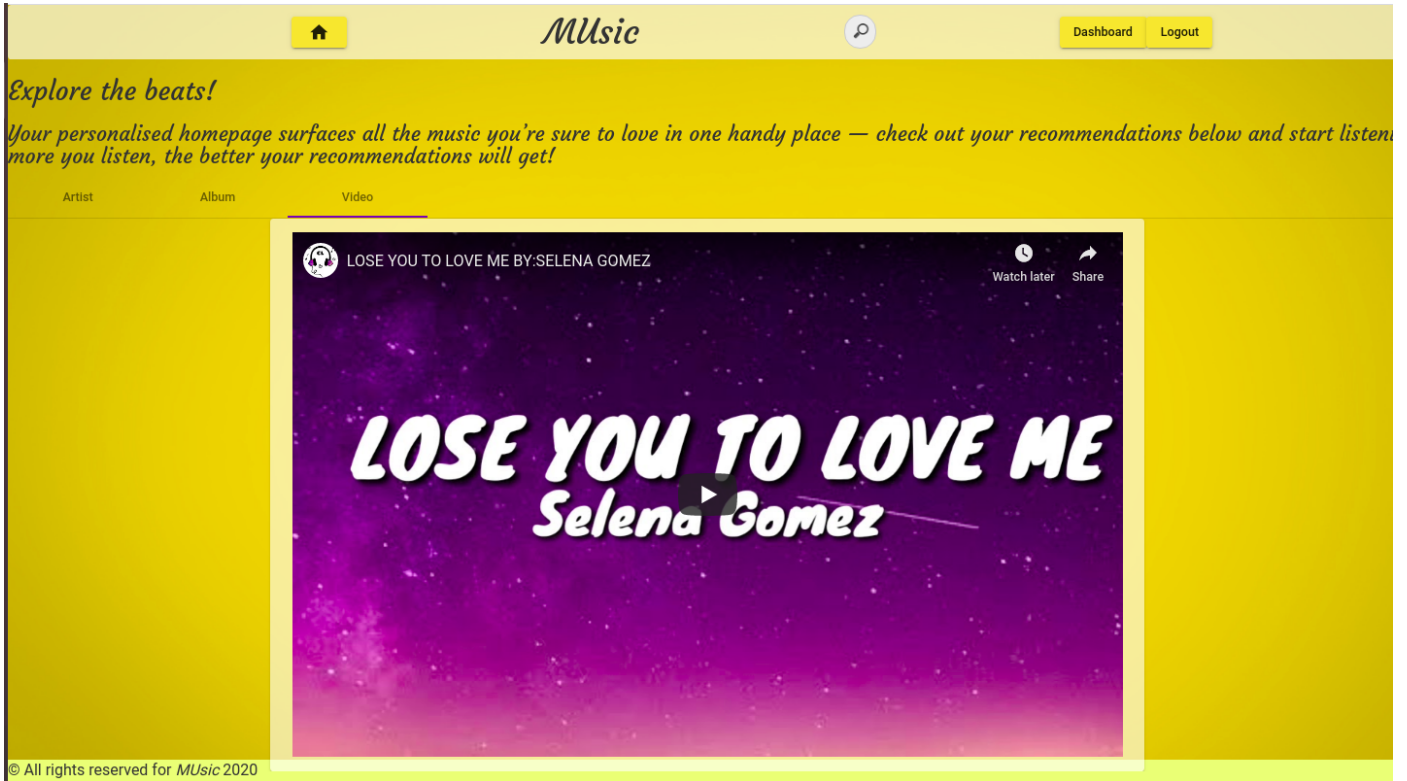 MUsic
Dashboard Logout
Explore the beats!
Your personalised homepage surfaces all the music you’re sure to love in one handy place — check out your recommendations below and start
more you listen, the better your recommendations will get!
Artist Album Video
LOSE YOU TO LOVE ME BY:SELENA GOMEZ
Watch later Share
LOSE YOU TO LOVE ME
Selena Gomez
© All rights reserved for MUsic 2020